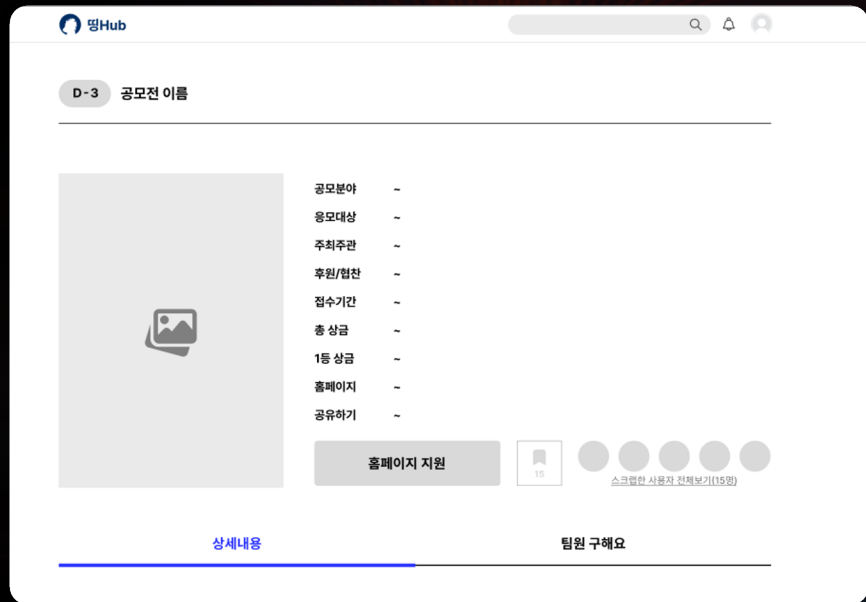 띵Hub
D-3 공모전 이름
공모분야 ~
응모대상 ~
주최주관 ~
후원/협찬 ~
접수기간 ~
총 상금 ~
1등 상금 ~
홈페이지 ~
공유하기 ~
홈페이지 지원
15
스크랩한 사용자 전체보기(15명)
상세내용 팀원 구해요